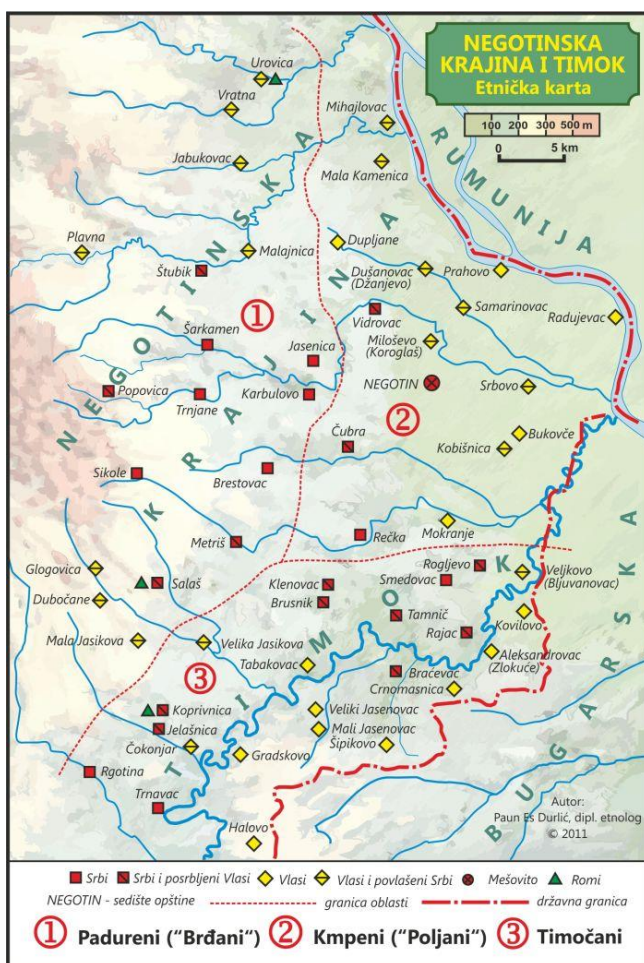 NEGOTINSKA
KRAJINA I TIMOK
Etnička karta
100 200 300 500 m
0 5 km
Urovica
Vratna
Mihajlovac
Jabukovac
Mala Kamenica
RUMUNIJA
NEGOTINSKA
KRAJINA
Plavna
Malajnica
Dupljane
Štubik
Dušanovac
(Džanjevo)
Prahovo
Samarinovac
Radujevac
1
Vidrovac
Šarkamen
Miloševo
(Koroglaš)
Jasenica
NEGOTIN
Srbovo
Popovica
Trnjane
Karbulovo
2
Čubra
Bukovče
Kobišnica
Sikole
Brestovac
Mokranje
Metriš
Rečka
Rogljevo
Glogovica
Salaš
Klenovac
Smedovac
Veljkovo
(Bljuvanovac)
Dubočane
Brusnik
Tamnič
Kovilovo
Rajac
Mala Jasikova
Velika Jasikova
Aleksandrovac
(Zlokuće)
Tabakovac
TIMOK
3
Braćevac
Crnomasnica
Koprivnica
Veliki Jasenovac
Jelašnica
Mali Jasenovac
Čokonjar
Šipikovo
Gradskovo
BUGARSKA
Rgotina
Trnavac
Halovo
Autor:
Paun Es Durlić, dipl. etnolog
© 2011
Srbi Srbi i posrbljeni Vlasi Vlasi Vlasi i povlašeni Srbi Mešovito Romi
NEGOTIN - sedište opštine granica oblasti državna granica
1 Padureni ("Brđani“) 2 Kmpeni ("Poljani“) 3 Timočani